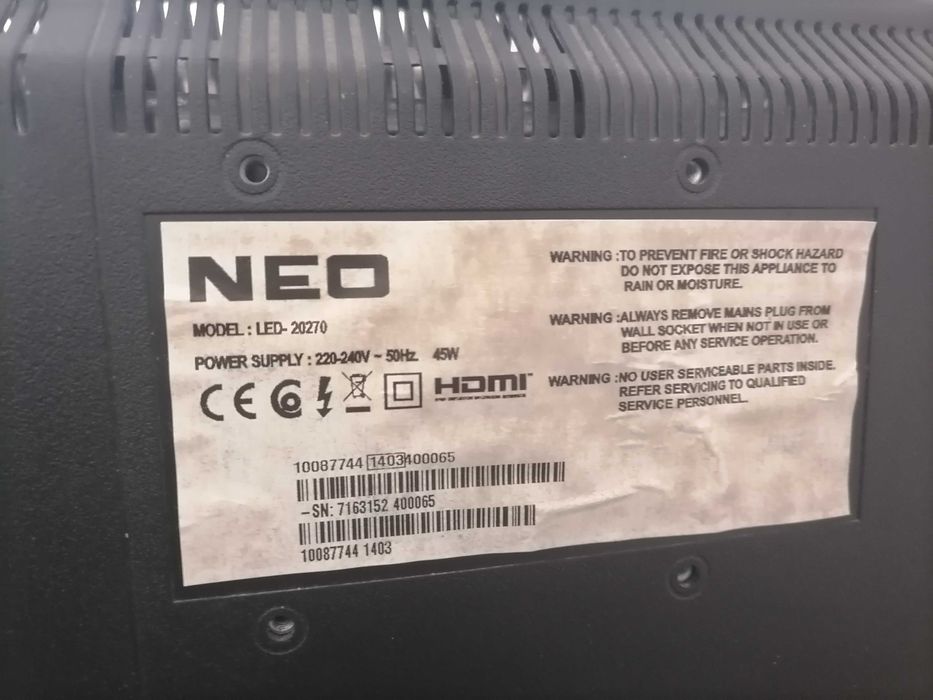 NEO
MODEL : LED- 20270
POWER SUPPLY : 220-240V ~ 50Hz. 45W
CE
HDMI
10087744 1403400065
-SN: 7163152 400065
10087744 1403
WARNING :TO PREVENT FIRE OR SHOCK HAZARD
DO NOT EXPOSE THIS APPLIANCE TO
RAIN OR MOISTURE.
WARNING :ALWAYS REMOVE MAINS PLUG FROM
WALL SOCKET WHEN NOT IN USE OR
BEFORE ANY SERVICE OPERATION.
WARNING :NO USER SERVICEABLE PARTS INSIDE.
REFER SERVICING TO QUALIFIED
SERVICE PERSONNEL.